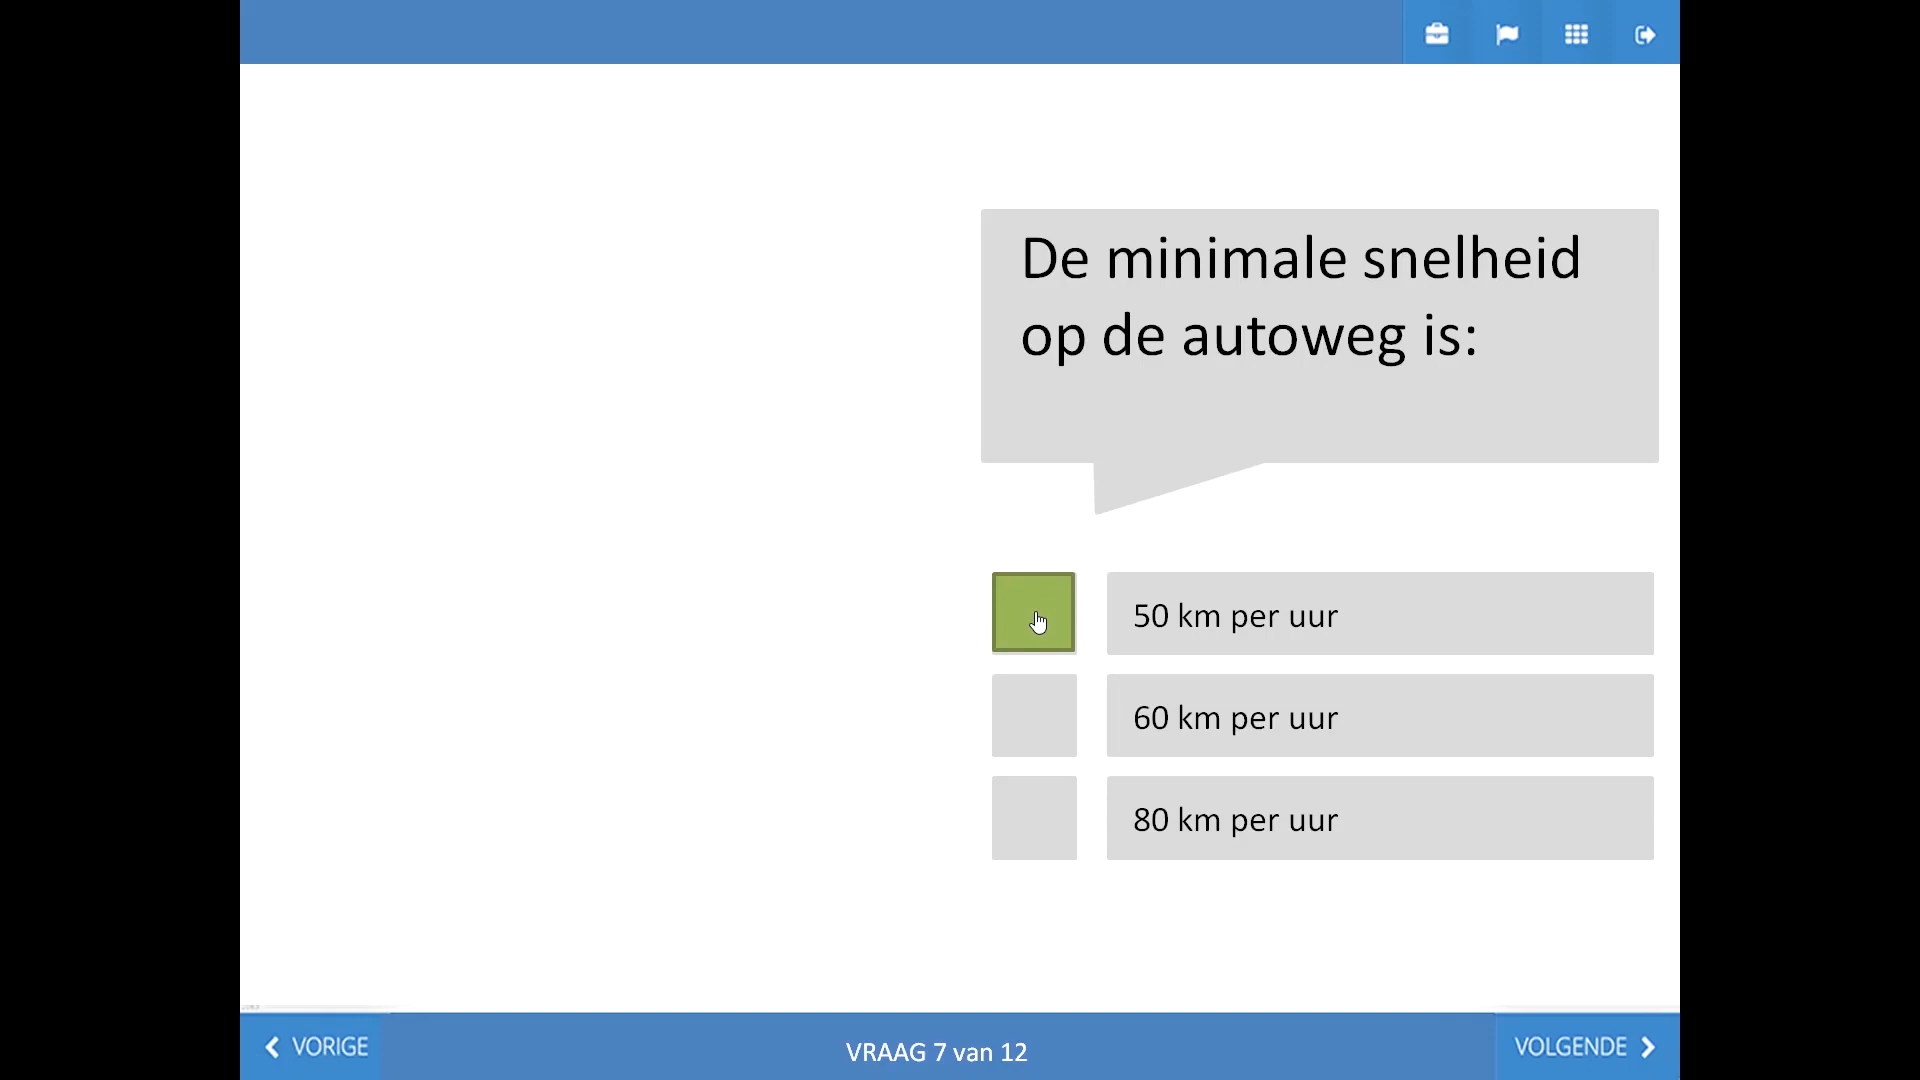 De minimale snelheid
op de autoweg is:
50 km per uur
60 km per uur
80 km per uur
VORIGE
VRAAG 7 van 12
VOLGENDE